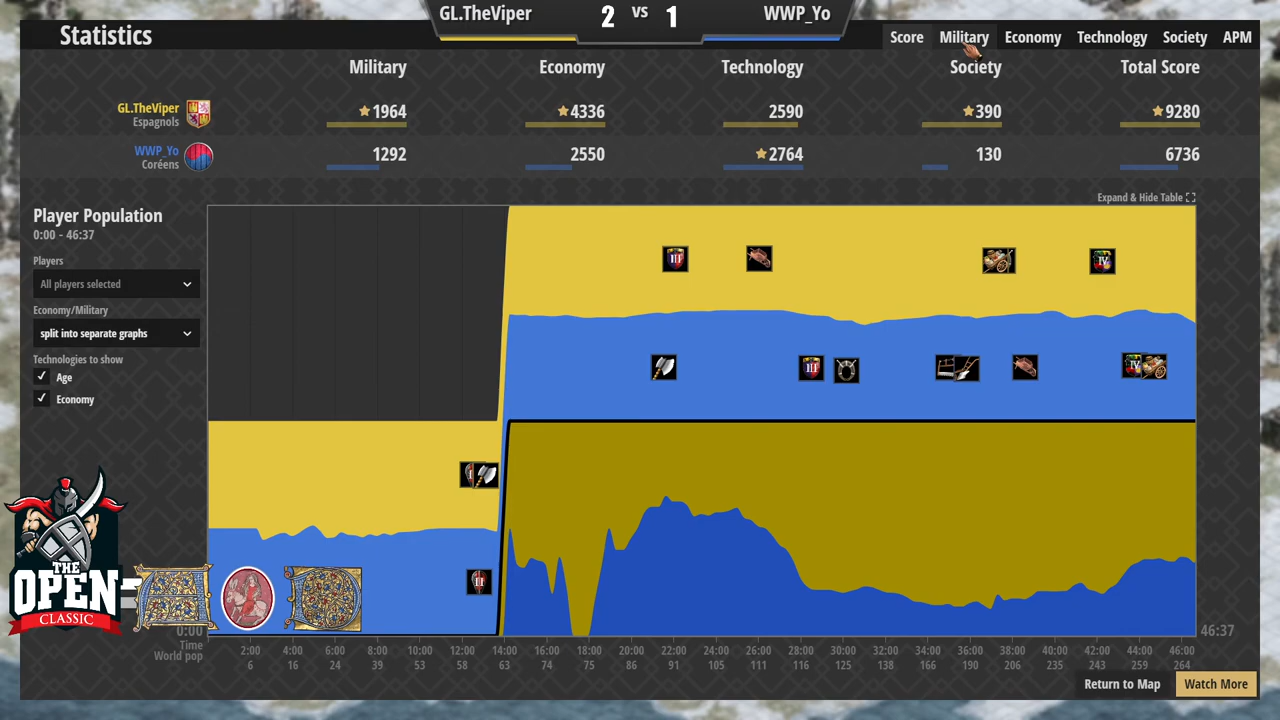 GL.TheViper 2 VS 1 WWP_Yo
Statistics
Score Military Economy Technology Society APM
Military Economy Technology Society Total Score
GL.TheViper 1964 4336 2590 390 9280
Espagnols
WWP_Yo 1292 2550 2764 130 6736
Coréens
Expand & Hide Table
Player Population
0:00 - 46:37
Players
All players selected
Economy/Military
split into separate graphs
Technologies to show
Age
Economy
III
IV
III
IV
II
II
THE
OPEN
CLASSIC
0:00 46:37
Time 2:00 4:00 6:00 8:00 10:00 12:00 14:00 16:00 18:00 20:00 22:00 24:00 26:00 28:00 30:00 32:00 34:00 36:00 38:00 40:00 42:00 44:00 46:00
World pop 6 16 24 39 53 58 63 74 75 86 91 105 111 116 125 138 166 190 206 235 243 259 264
Return to Map Watch More